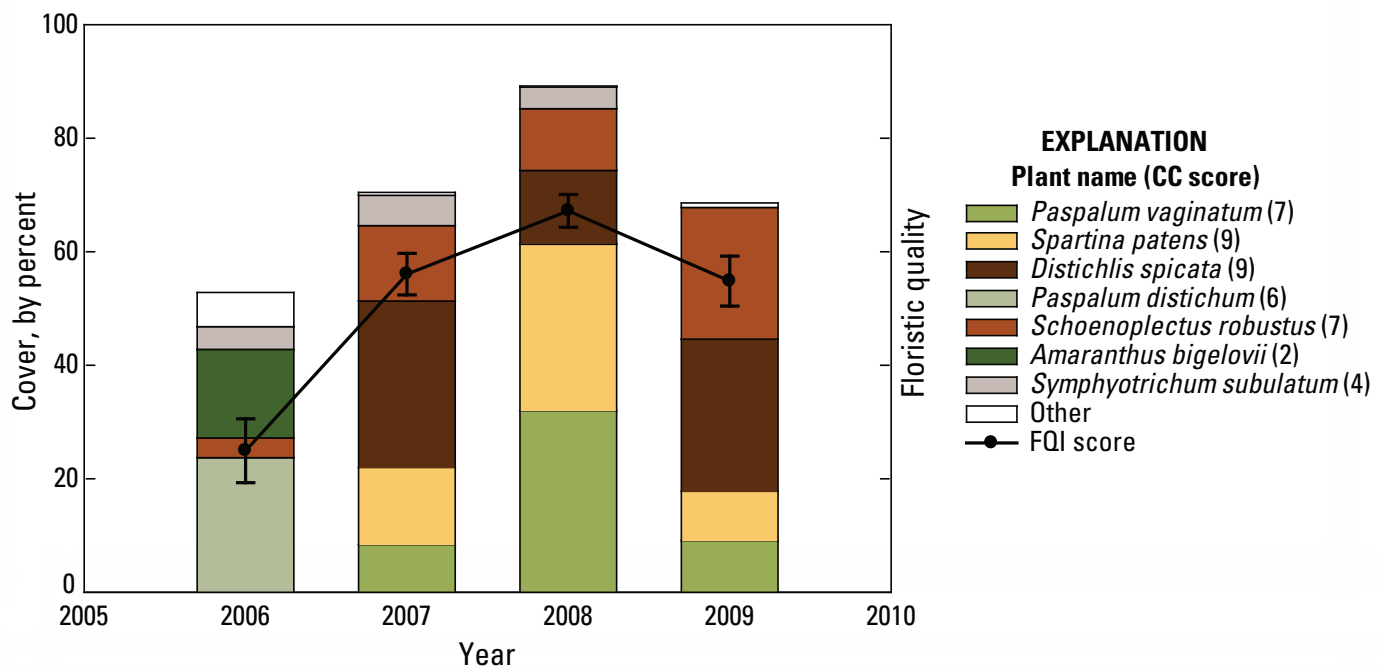 100
80
60
40
20
0
Cover, by percent
2005
2006
2007
2008
2009
2010
Year
Floristic quality
EXPLANATION
Plant name (CC score)
Paspalum vaginatum (7)
Spartina patens (9)
Distichlis spicata (9)
Paspalum distichum (6)
Schoenoplectus robustus (7)
Amaranthus bigelovii (2)
Symphyotrichum subulatum (4)
Other
FQI score